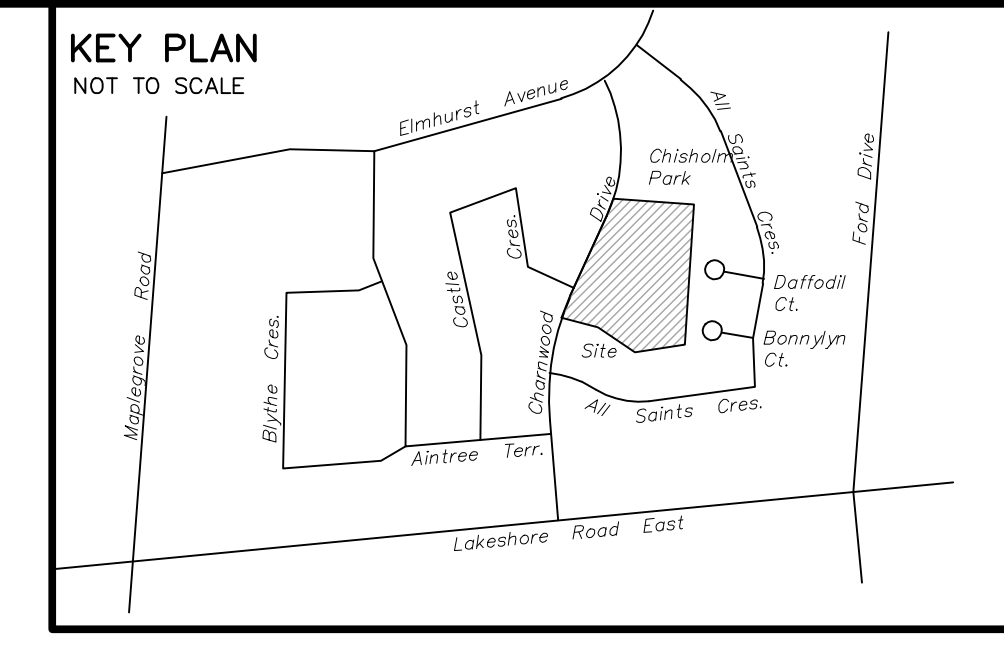 KEY PLAN
NOT TO SCALE
Elmhurst Avenue
All Saints Cres.
Chisholm
Park
Drive
Ford Drive
Cres.
Maplegrove Road
Castle
Daffodil
Ct.
Blythe Cres.
Charnwood
Site
Bonnylyn
Ct.
All Saints Cres.
Aintree Terr.
Lakeshore Road East